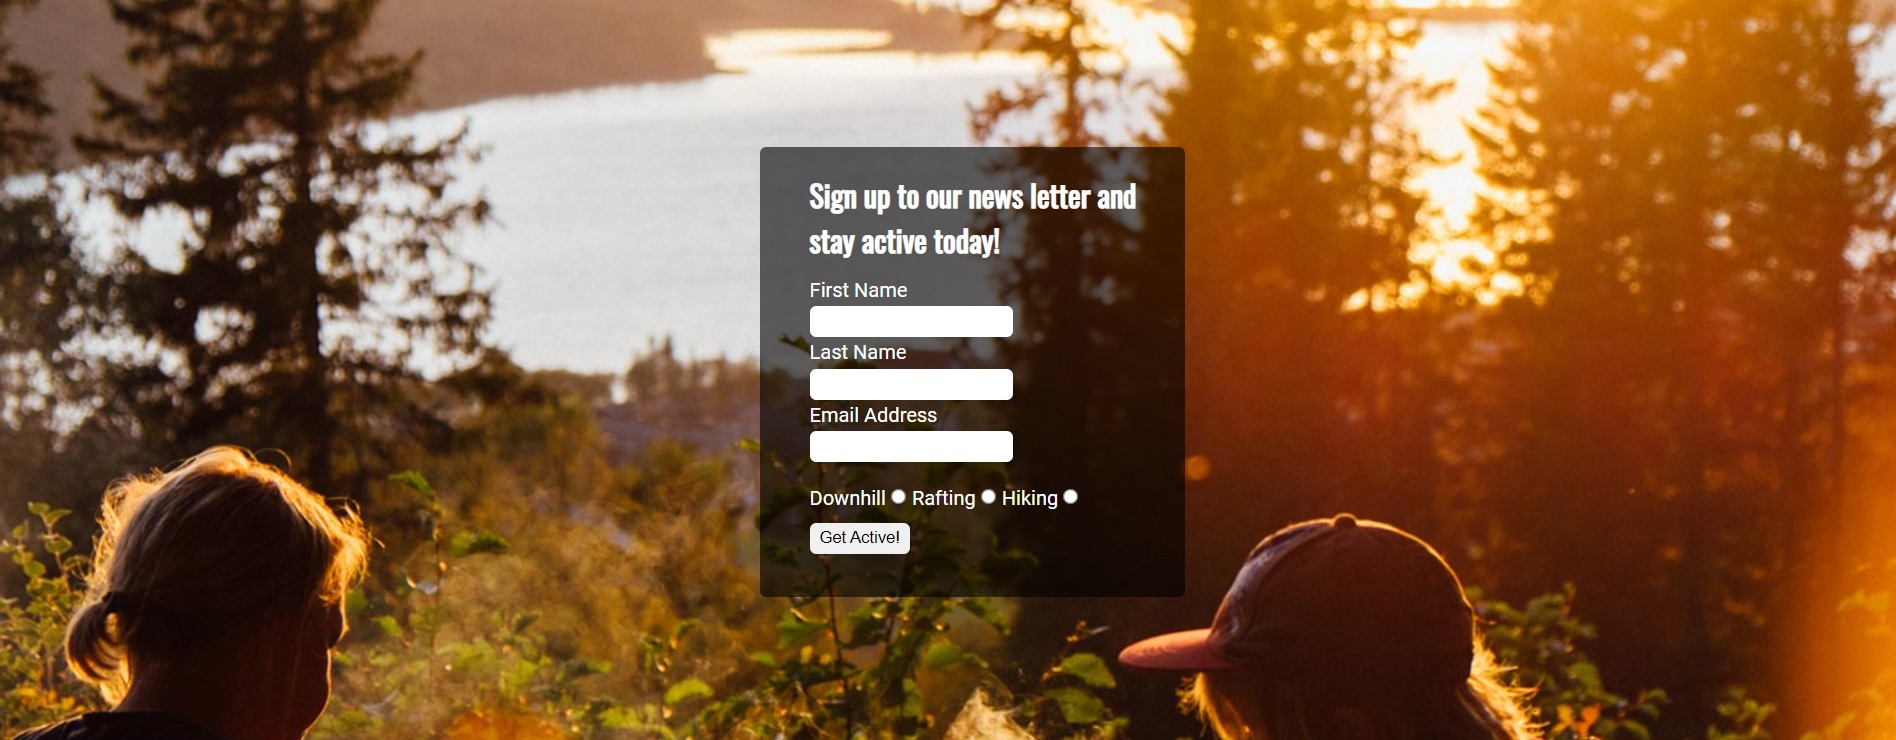 Sign up to our news letter and
stay active today!
First Name
Last Name
Email Address
Downhill Rafting Hiking
Get Active!